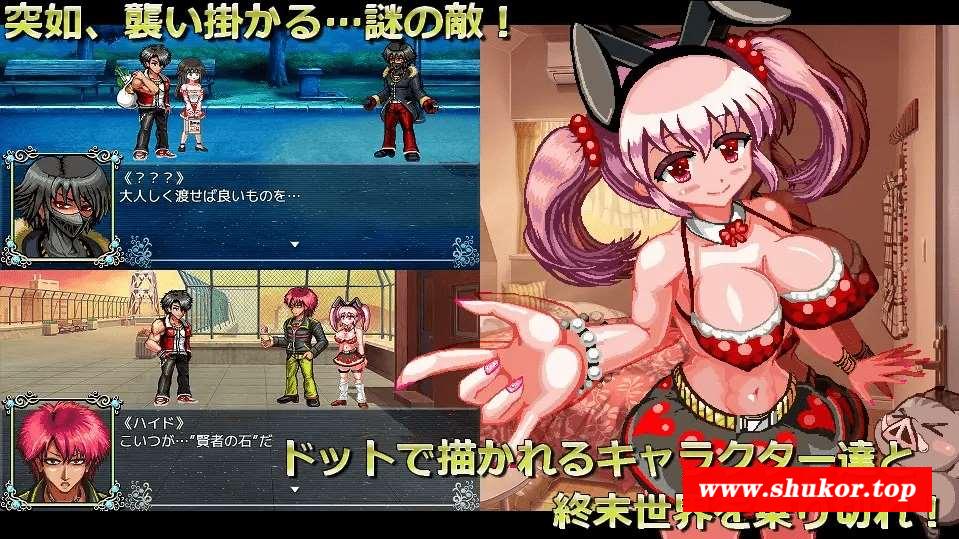 突如、襲い掛かる…謎の敵！
《？？？》
大人しく渡せば良いものを…
《ハイド》
こいつが…”賢者の石”だ
ドットで描かれるキャラクター達と
終末世界を乗り切れ！
www.shukor.top